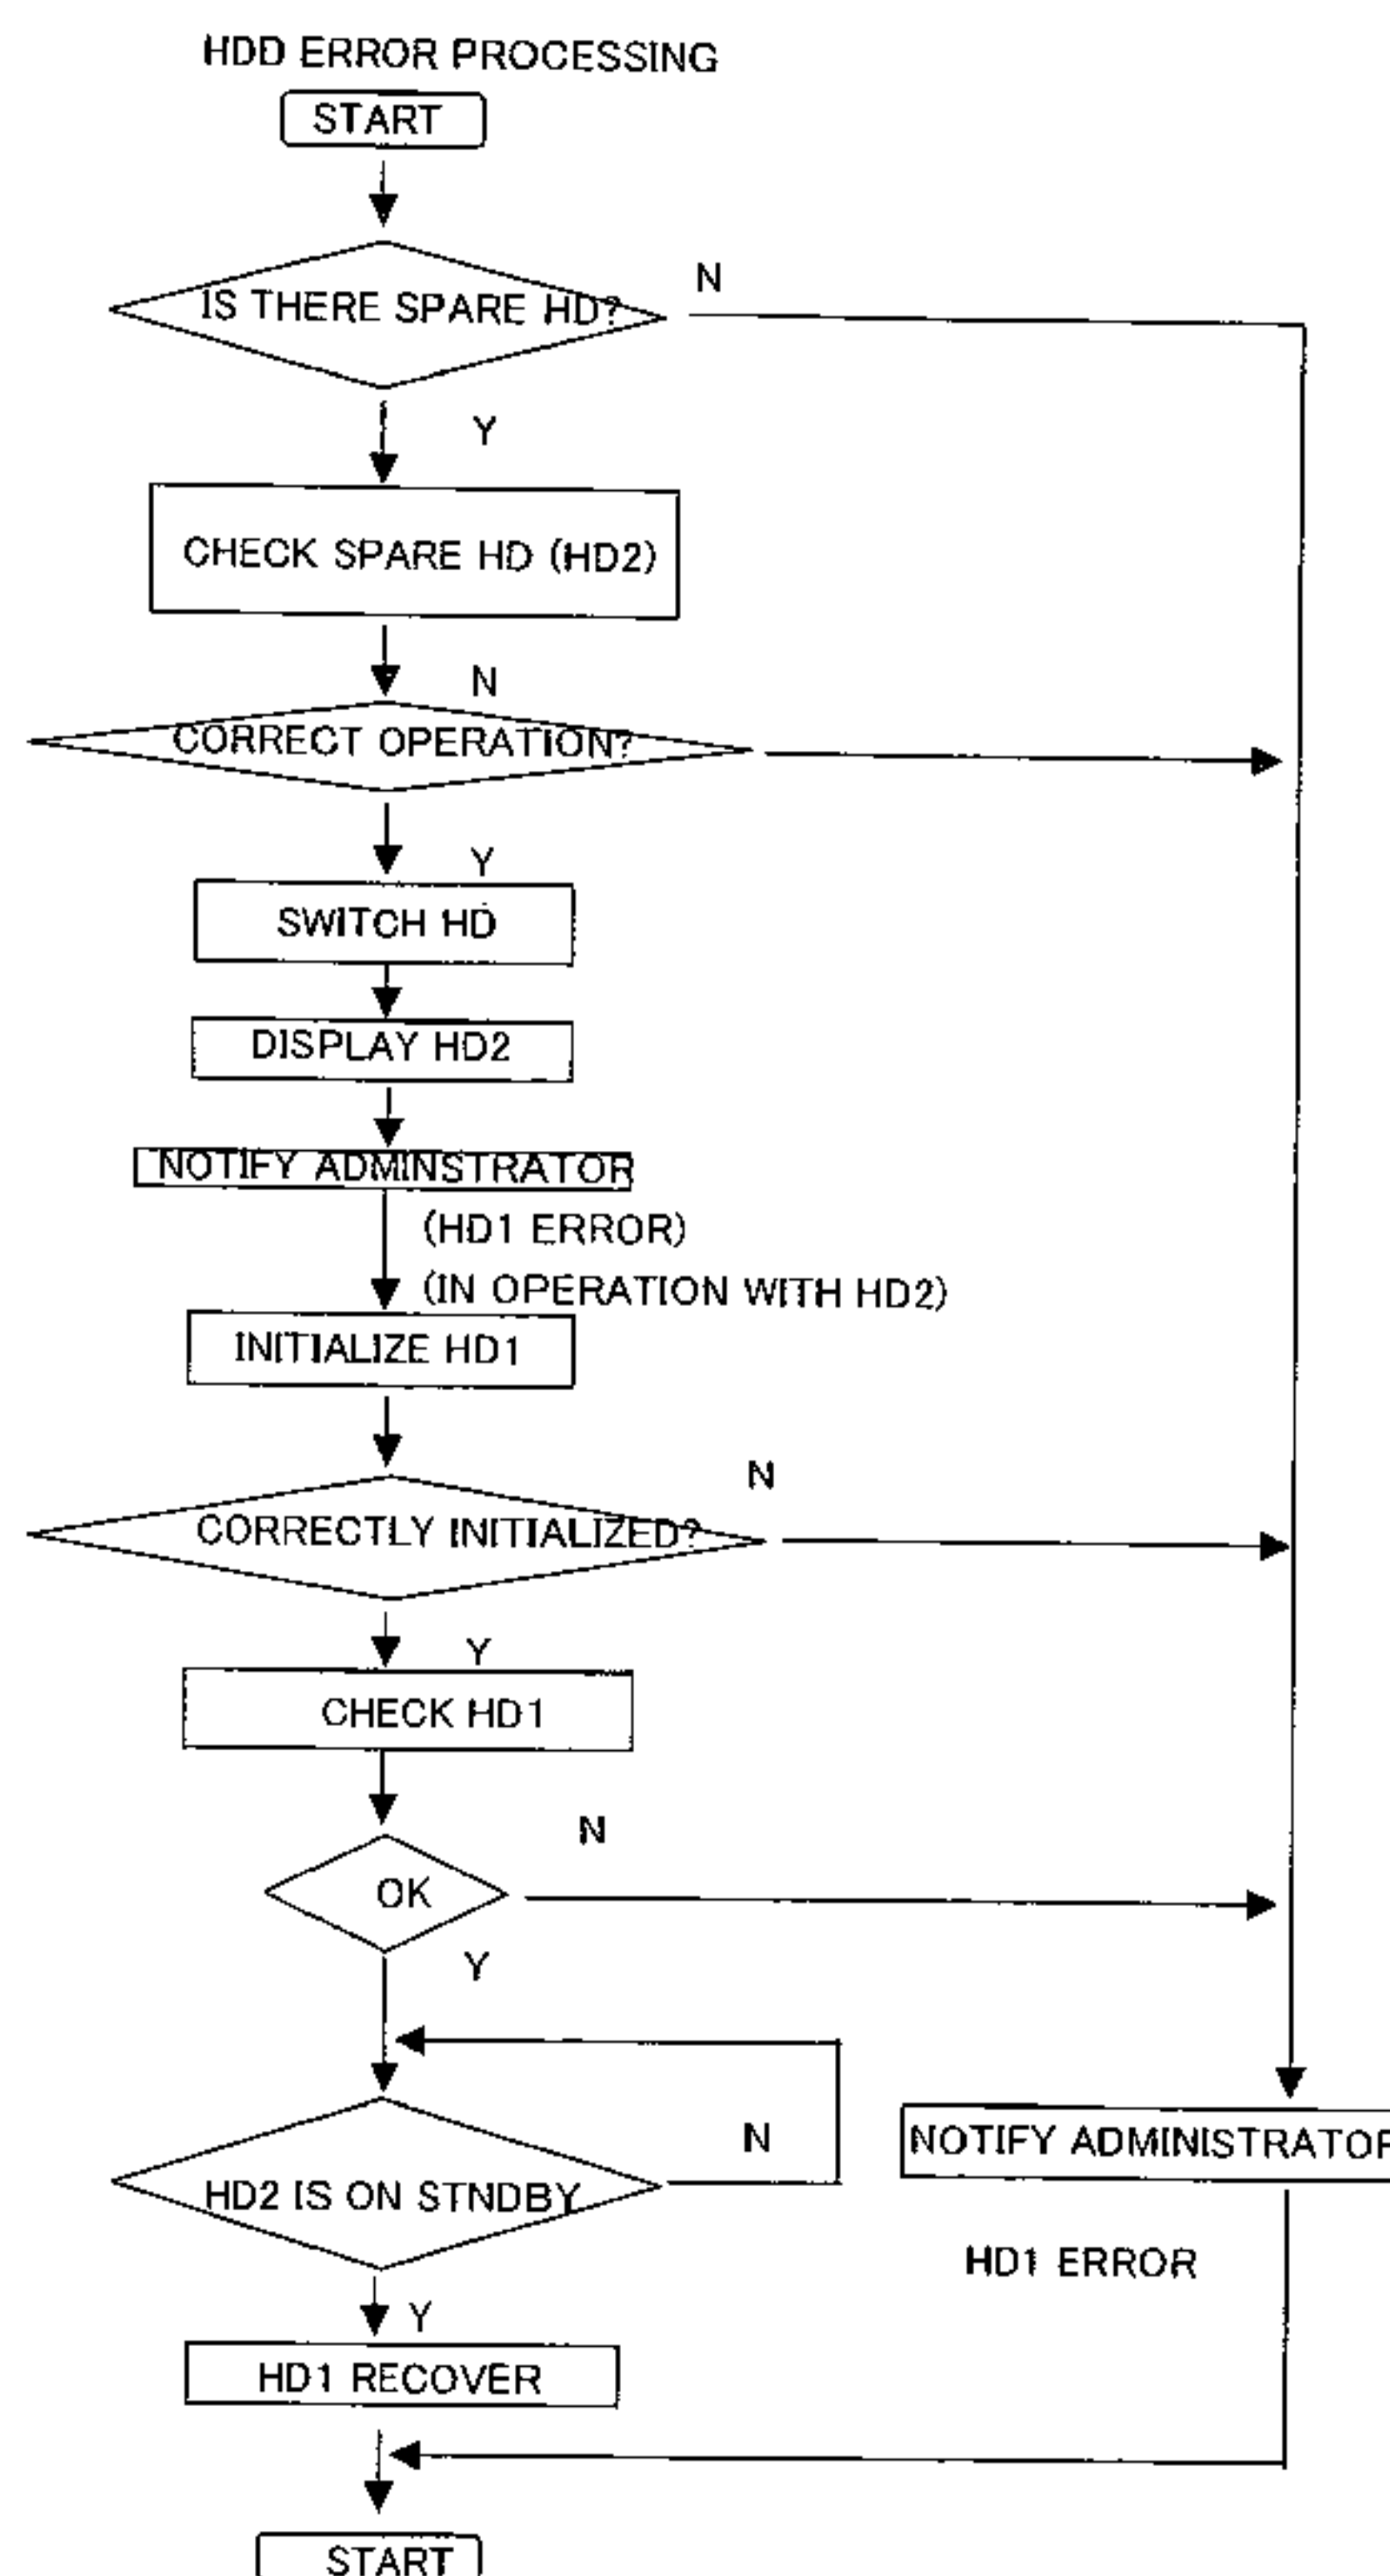 HDD ERROR PROCESSING
START
IS THERE SPARE HD?
N
Y
CHECK SPARE HD (HD2)
N
CORRECT OPERATION?
Y
SWITCH HD
DISPLAY HD2
NOTIFY ADMINSTRATOR
(HD1 ERROR)
(IN OPERATION WITH HD2)
INITIALIZE HD1
N
CORRECTLY INITIALIZED?
Y
CHECK HD1
N
OK
Y
N
NOTIFY ADMINISTRATOR
HD2 IS ON STNDBY
HD1 ERROR
Y
HD1 RECOVER
START